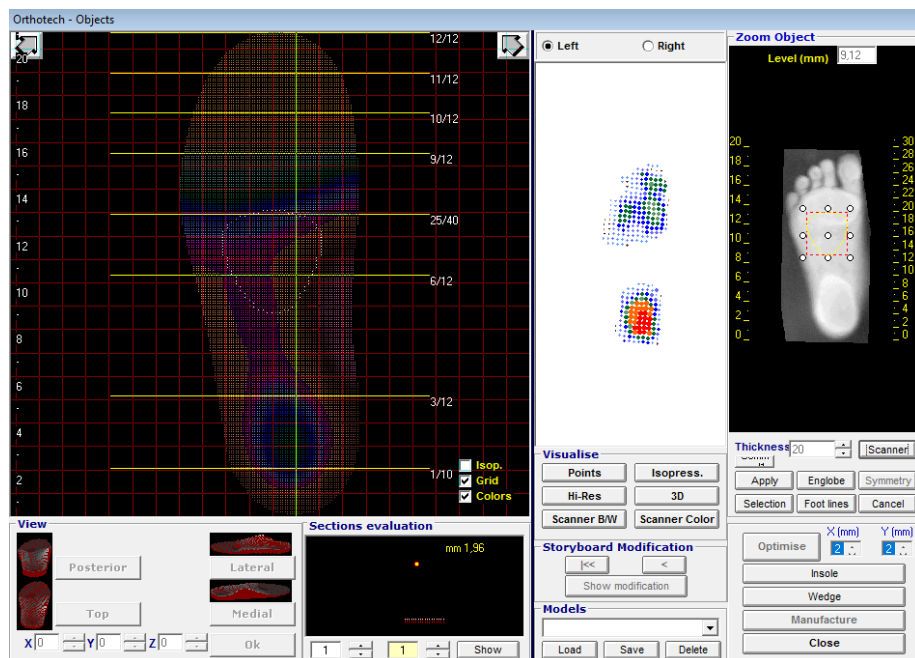 Orthotech - Objects
12/12
20
11/12
18
10/12
16
9/12
14
25/40
12
6/12
10
8
6
3/12
4
1/10
2
Isop.
Grid
Colors
Left
Right
Zoom Object
Level (mm) 9,12
20
18
16
14
12
10
8
6
4
2
0
30
28
26
24
22
20
18
16
14
12
10
8
6
4
2
0
View
Posterior
Lateral
Top
Medial
X 0 Y 0 Z 0 Ok
Sections evaluation
mm 1,96
1 1 Show
Visualise
Points Isopress.
Hi-Res 3D
Scanner B/W Scanner Color
Storyboard Modification
|<< <
Show modification
Models
Load Save Delete
Thickness 20 Scanner
Apply Englobe Symmetry
Selection Foot lines Cancel
X (mm) Y (mm)
Optimise 2 2
Insole
Wedge
Manufacture
Close